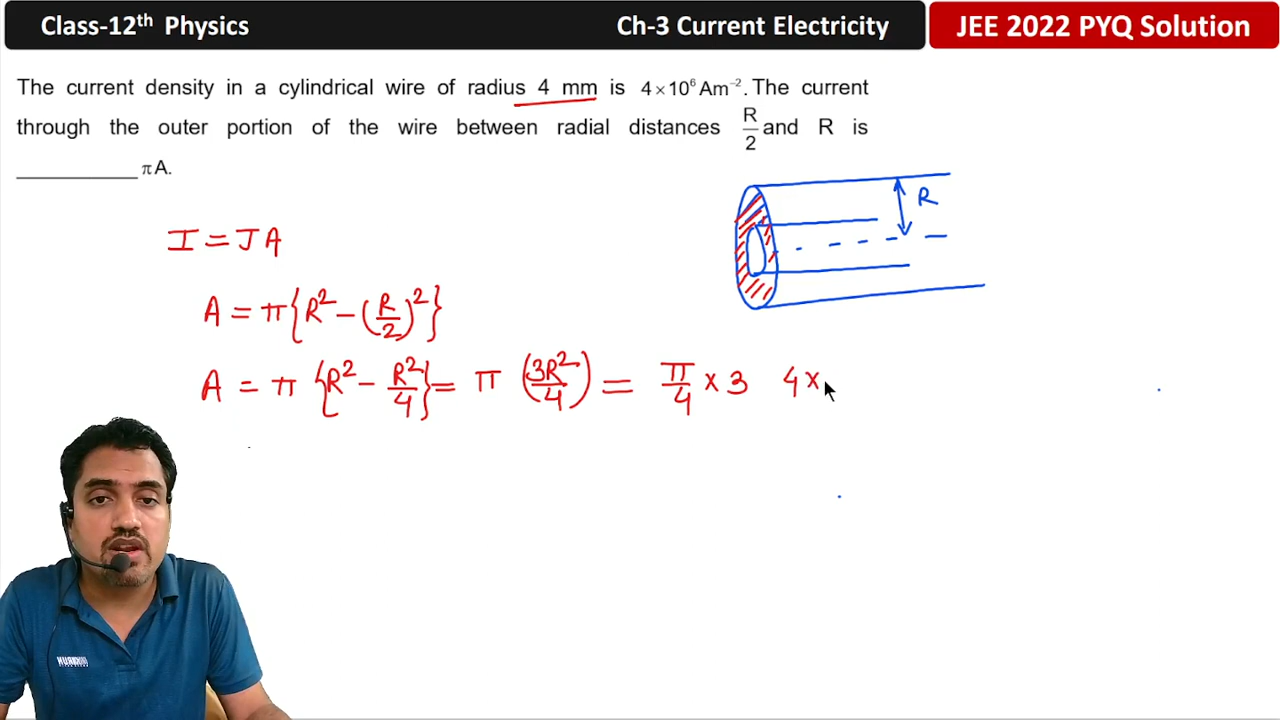 Class-12th Physics
Ch-3 Current Electricity
JEE 2022 PYQ Solution
The current density in a cylindrical wire of radius 4 mm is 4×10⁶ Am⁻². The current
through the outer portion of the wire between radial distances R/2 and R is
____________ πA.
R
I = JA
A = π{R² − (R/2)²}
A = π {R² − R²/4} = π (3R²/4) = π/4 × 3 4×